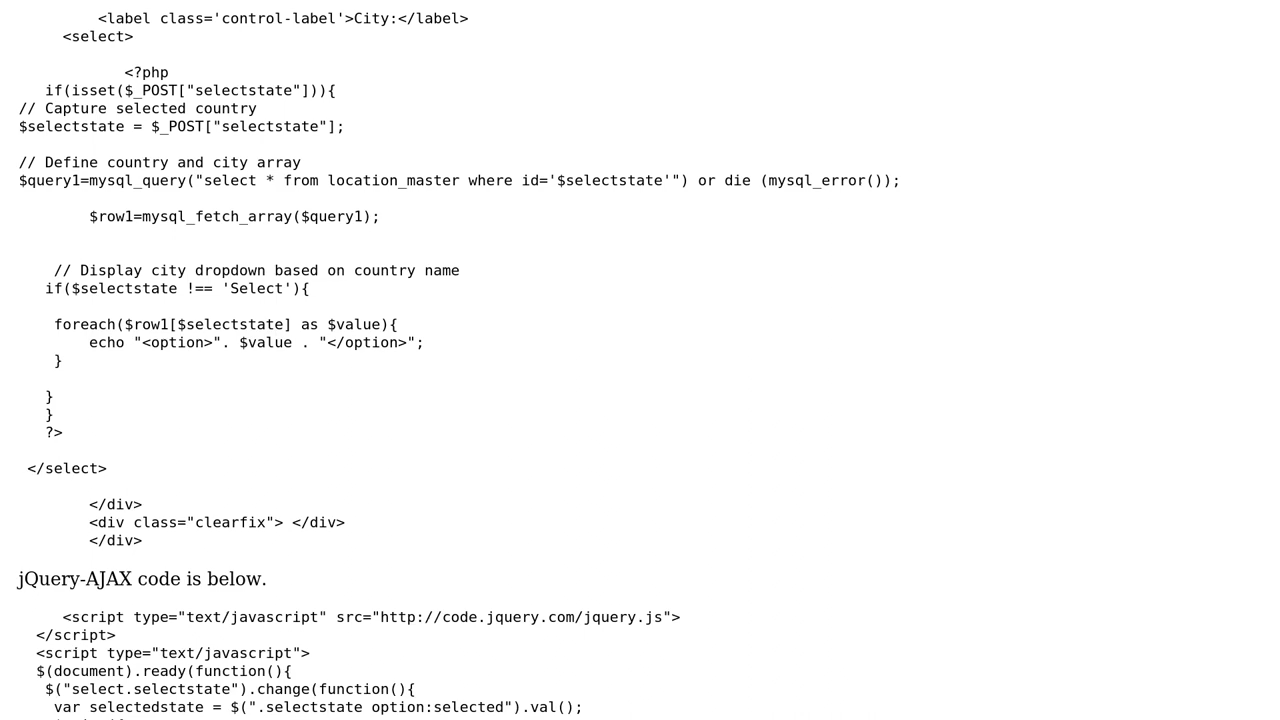 <label class='control-label'>City:</label>
<select>
<?php
if(isset($_POST["selectstate"])){
// Capture selected country
$selectstate = $_POST["selectstate"];
// Define country and city array
$query1=mysql_query("select * from location_master where id='$selectstate'") or die (mysql_error());
$row1=mysql_fetch_array($query1);
// Display city dropdown based on country name
if($selectstate !== 'Select'){
foreach($row1[$selectstate] as $value){
echo "<option>". $value . "</option>";
}
}
}
?>
</select>
</div>
<div class="clearfix"> </div>
</div>
jQuery-AJAX code is below.
<script type="text/javascript" src="http://code.jquery.com/jquery.js">
</script>
<script type="text/javascript">
$(document).ready(function(){
$("select.selectstate").change(function(){
var selectedstate = $(".selectstate option:selected").val();